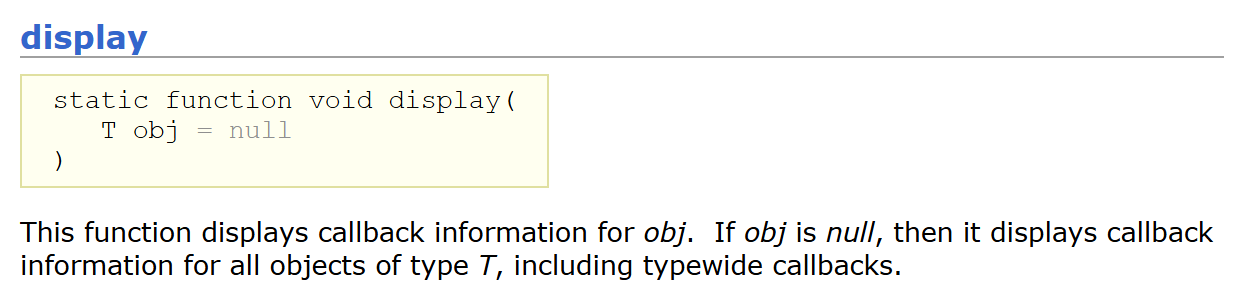 display
static function void display(
T obj = null
)
This function displays callback information for obj.  If obj is null, then it displays callback
information for all objects of type T, including typewide callbacks.